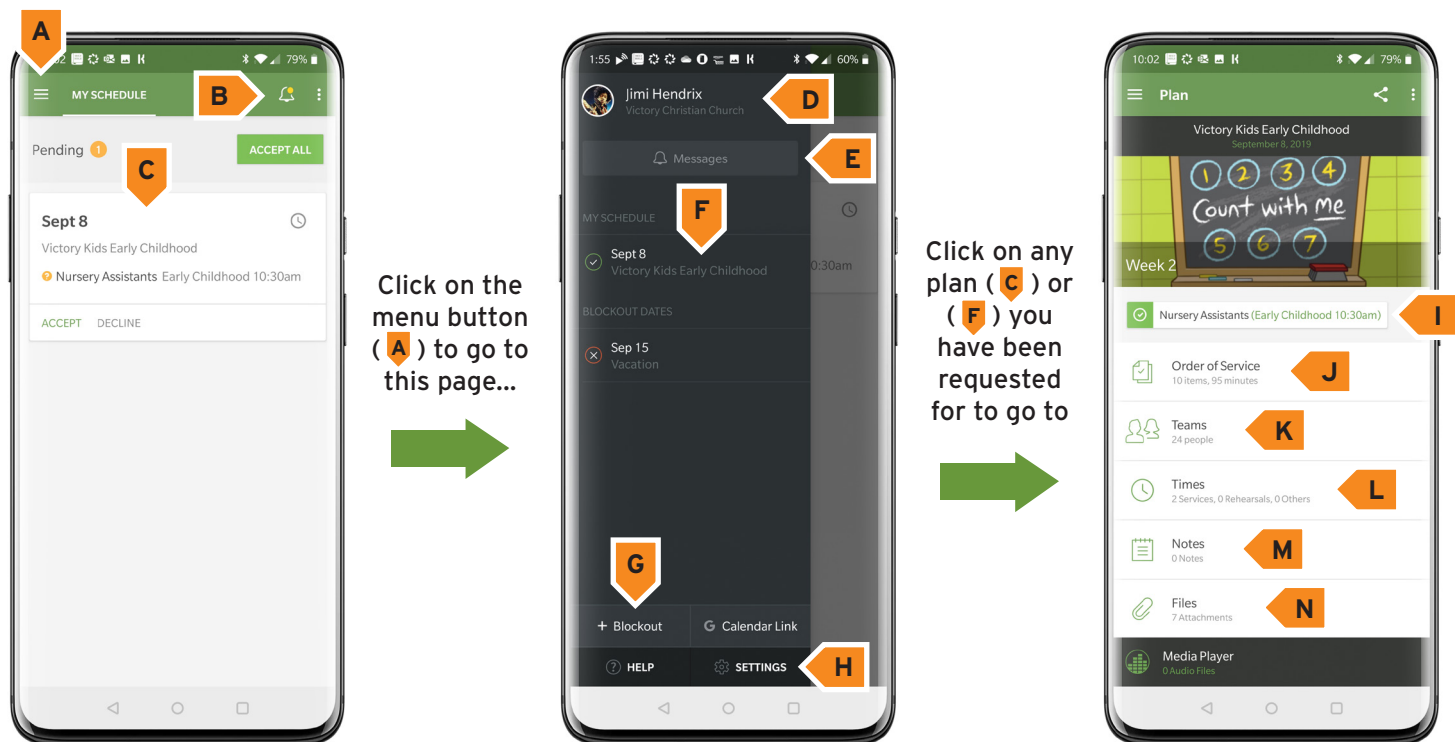 A
02 79%
MY SCHEDULE
B
Pending 1
ACCEPT ALL
C
Sept 8
Victory Kids Early Childhood
Nursery Assistants Early Childhood 10:30am
ACCEPT DECLINE
Click on the
menu button
( A ) to go to
this page...
1:55 60%
Jimi Hendrix
Victory Christian Church
D
Messages
E
MY SCHEDULE
F
Sept 8
Victory Kids Early Childhood
0:30am
BLOCKOUT DATES
Sep 15
Vacation
G
+ Blockout
G Calendar Link
? HELP
SETTINGS
H
Click on any
plan ( C ) or
( F ) you
have been
requested
for to go to
10:02 79%
Plan
Victory Kids Early Childhood
September 8, 2019
1 2 3 4
Count with Me
5 6 7
Week 2
Nursery Assistants (Early Childhood 10:30am)
I
Order of Service
10 items, 95 minutes
J
Teams
24 people
K
Times
2 Services, 0 Rehearsals, 0 Others
L
Notes
0 Notes
M
Files
7 Attachments
N
Media Player
0 Audio Files